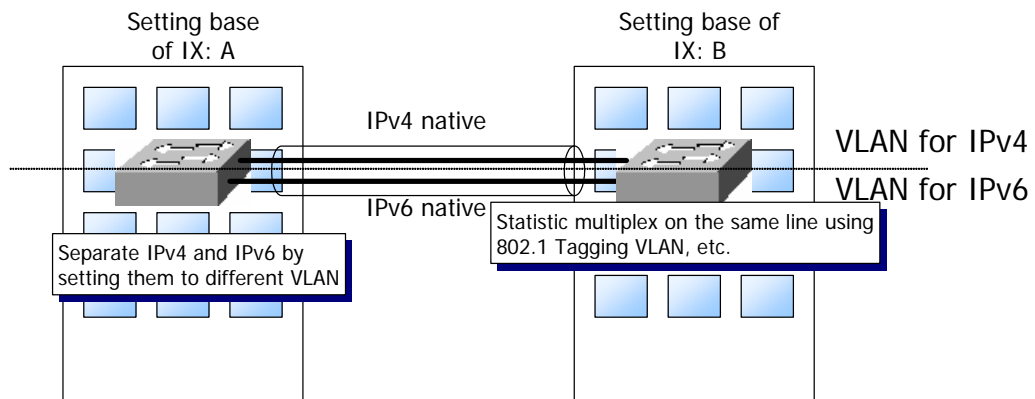 Setting base
of IX: A
Setting base of
IX: B
IPv4 native
VLAN for IPv4
VLAN for IPv6
IPv6 native
Separate IPv4 and IPv6 by
setting them to different VLAN
Statistic multiplex on the same line using
802.1 Tagging VLAN, etc.